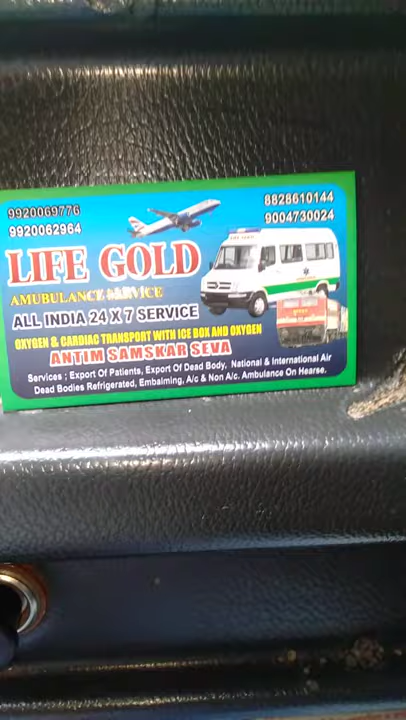 9920069776
9920062964
8828610144
9004730024
LIFE GOLD
AMUBULANCE SERVICE
ALL INDIA 24 X 7 SERVICE
OXYGEN & CARDIAC TRANSPORT WITH ICE BOX AND OXYGEN
ANTIM SAMSKAR SEVA
Services ; Export Of Patients, Export Of Dead Body, National & International Air
Dead Bodies Refrigerated, Embalming, A/c & Non A/c. Ambulance On Hearse.